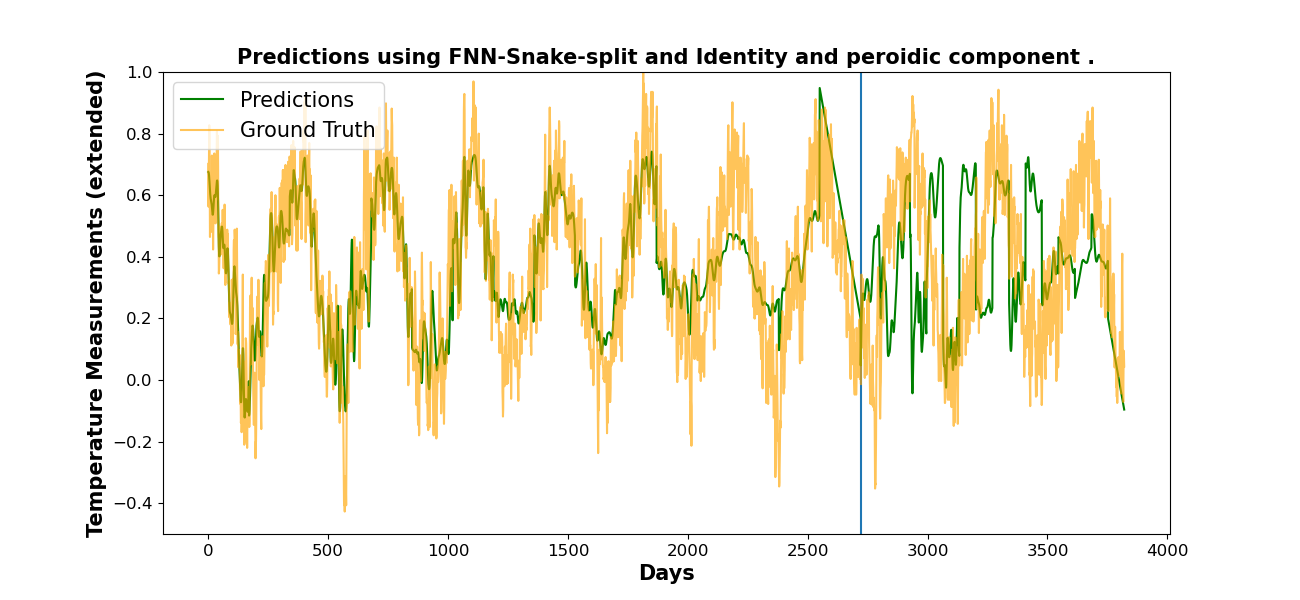 Predictions using FNN-Snake-split and Identity and peroidic component .
Temperature Measurements (extended)
1.0
0.8
0.6
0.4
0.2
0.0
−0.2
−0.4
Predictions
Ground Truth
0 500 1000 1500 2000 2500 3000 3500 4000
Days